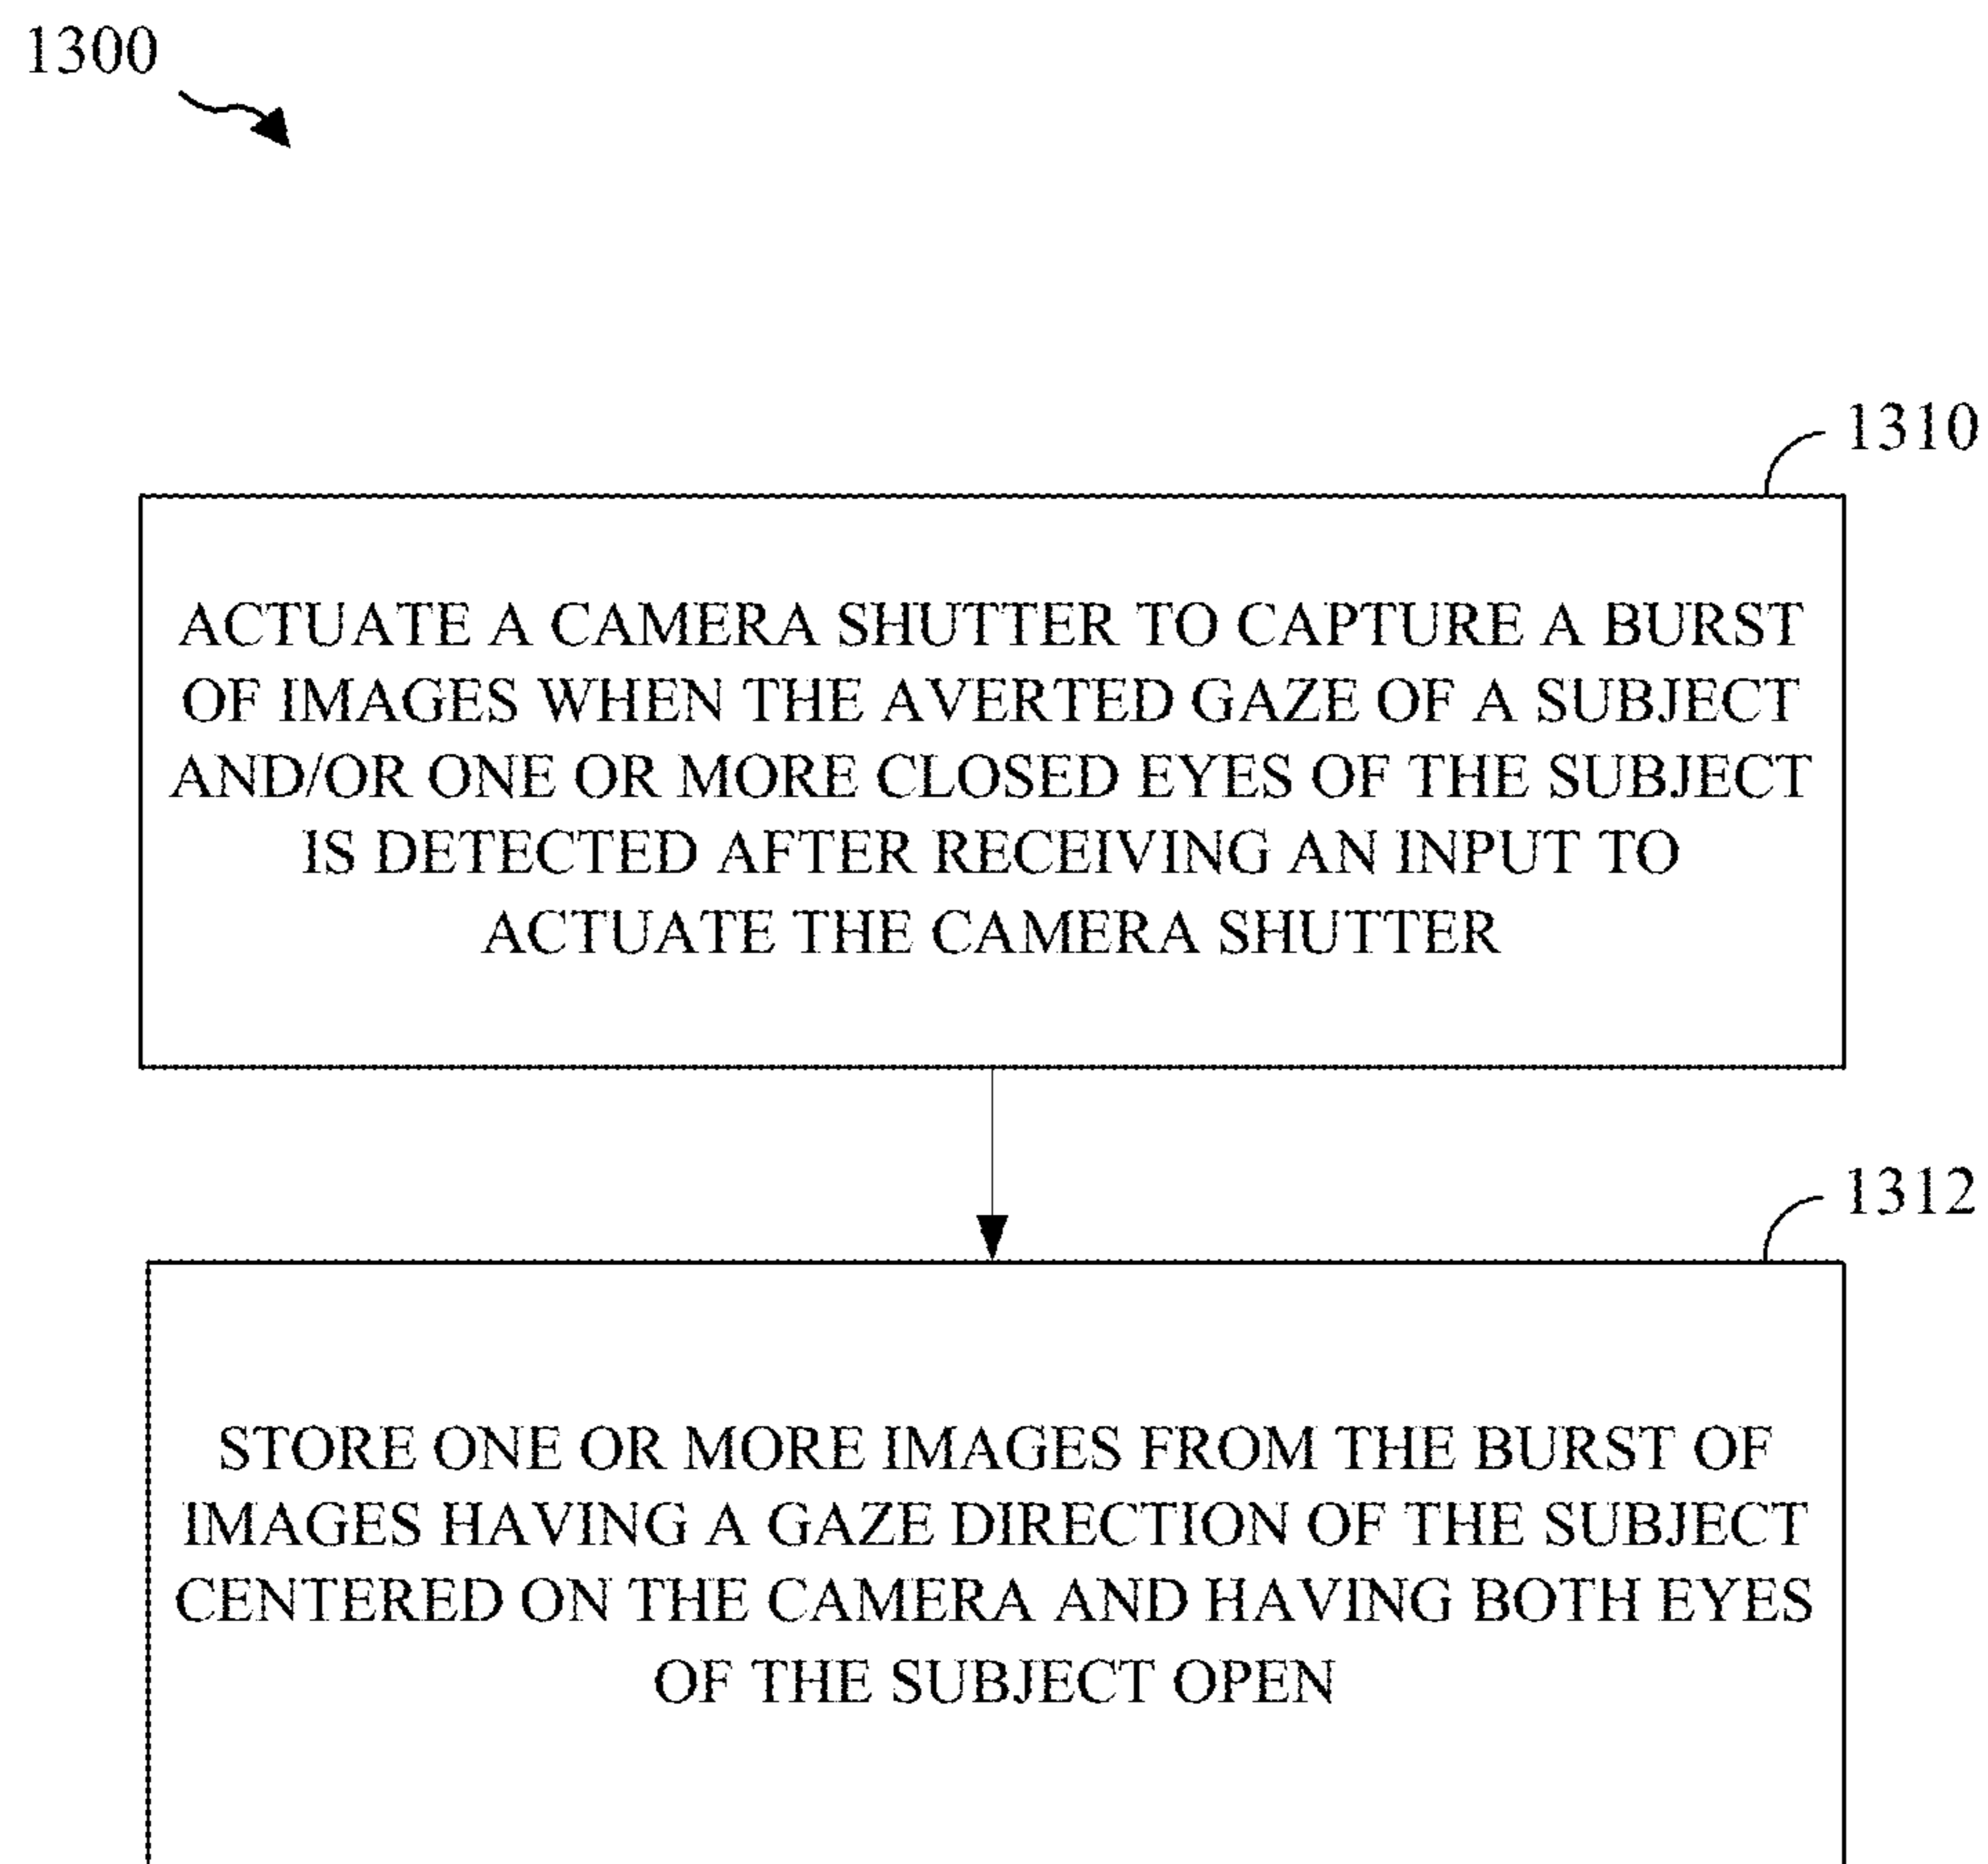 1300
1310
ACTUATE A CAMERA SHUTTER TO CAPTURE A BURST
OF IMAGES WHEN THE AVERTED GAZE OF A SUBJECT
AND/OR ONE OR MORE CLOSED EYES OF THE SUBJECT
IS DETECTED AFTER RECEIVING AN INPUT TO
ACTUATE THE CAMERA SHUTTER
1312
STORE ONE OR MORE IMAGES FROM THE BURST OF
IMAGES HAVING A GAZE DIRECTION OF THE SUBJECT
CENTERED ON THE CAMERA AND HAVING BOTH EYES
OF THE SUBJECT OPEN